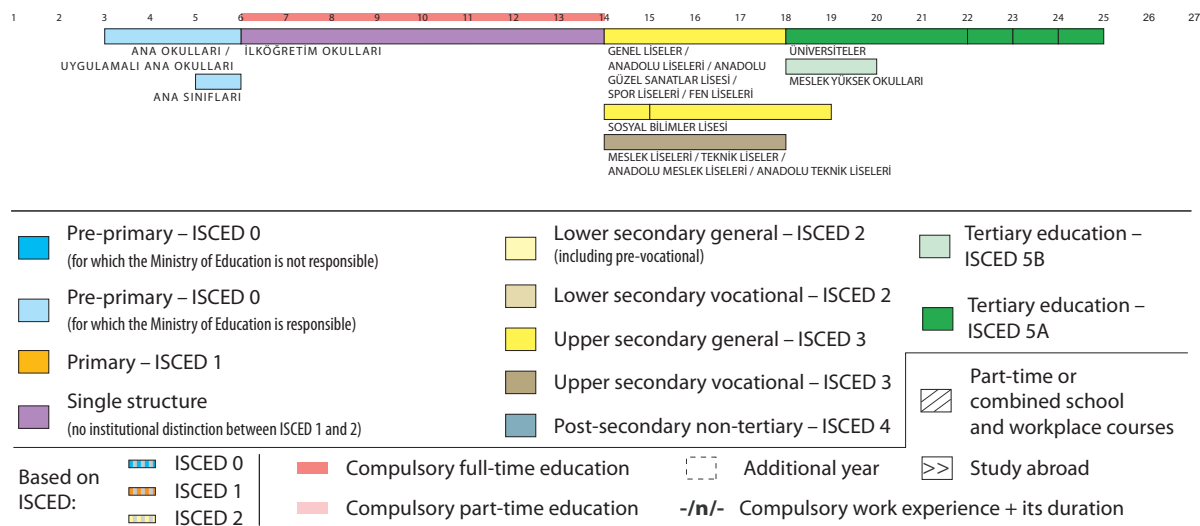 1 2 3 4 5 6 7 8 9 10 11 12 13 14 15 16 17 18 19 20 21 22 23 24 25 26 27
ANA OKULLARI /
UYGULAMALI ANA OKULLARI
ANA SINIFLARI
İLKÖĞRETİM OKULLARI
GENEL LİSELER /
ANADOLU LİSELERİ / ANADOLU
GÜZEL SANATLAR LİSESİ /
SPOR LİSELERİ / FEN LİSELERİ
SOSYAL BİLİMLER LİSESİ
MESLEK LİSELERİ / TEKNİK LİSELER /
ANADOLU MESLEK LİSELERİ / ANADOLU TEKNİK LİSELERİ
ÜNİVERSİTELER
MESLEK YÜKSEK OKULLARI
Pre-primary – ISCED 0
(for which the Ministry of Education is not responsible)
Pre-primary – ISCED 0
(for which the Ministry of Education is responsible)
Primary – ISCED 1
Single structure
(no institutional distinction between ISCED 1 and 2)
Lower secondary general – ISCED 2
(including pre-vocational)
Lower secondary vocational – ISCED 2
Upper secondary general – ISCED 3
Upper secondary vocational – ISCED 3
Post-secondary non-tertiary – ISCED 4
Tertiary education –
ISCED 5B
Tertiary education –
ISCED 5A
Part-time or
combined school
and workplace courses
Based on
ISCED:
ISCED 0
ISCED 1
ISCED 2
Compulsory full-time education
Compulsory part-time education
Additional year
-/n/- Compulsory work experience + its duration
>> Study abroad